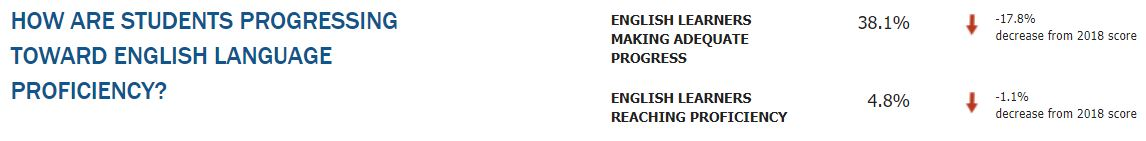 HOW ARE STUDENTS PROGRESSING
TOWARD ENGLISH LANGUAGE
PROFICIENCY?
ENGLISH LEARNERS
MAKING ADEQUATE
PROGRESS
38.1%
-17.8%
decrease from 2018 score
ENGLISH LEARNERS
REACHING PROFICIENCY
4.8%
-1.1%
decrease from 2018 score